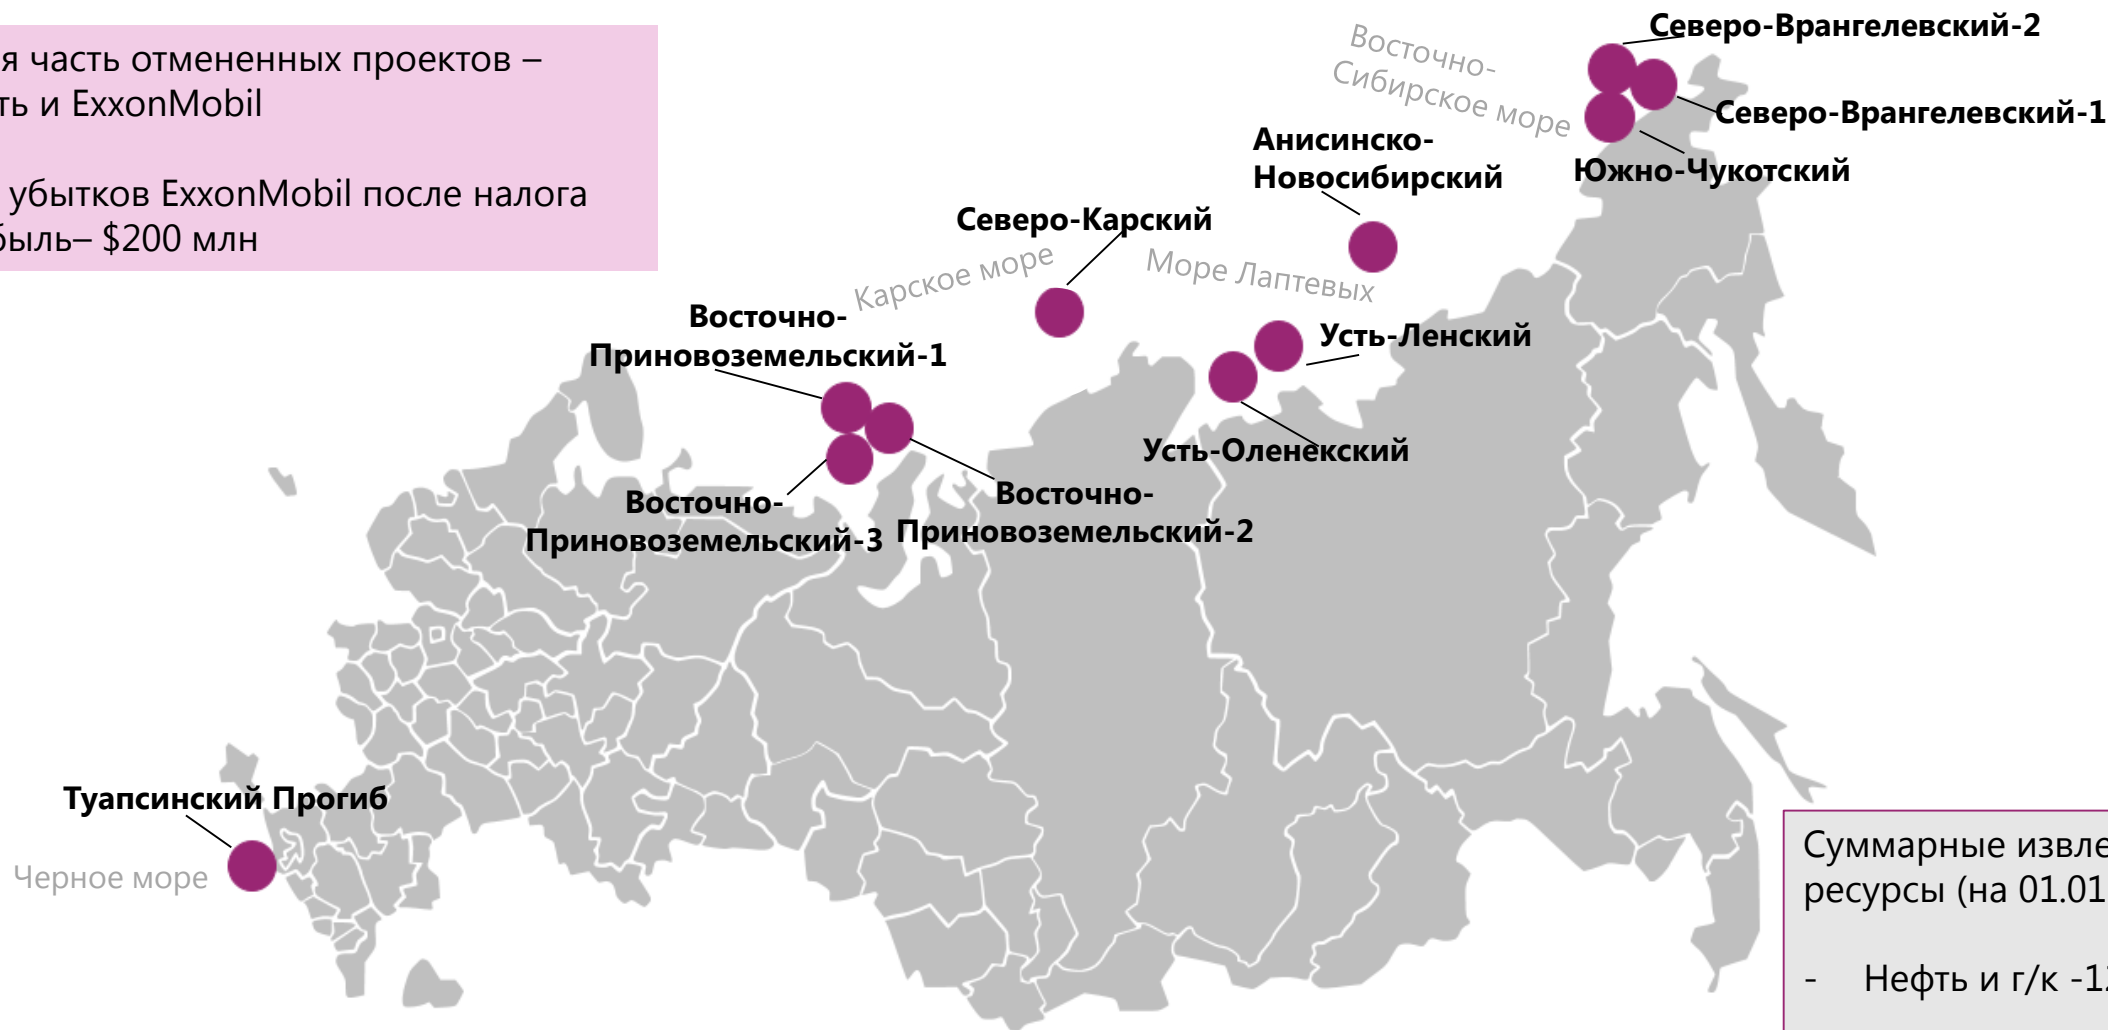 я часть отмененных проектов –
ть и ExxonMobil
убытков ExxonMobil после налога
быль– $200 млн
Восточно-
Сибирское море
Северо-Врангелевский-2
Северо-Врангелевский-1
Южно-Чукотский
Анисинско-
Новосибирский
Северо-Карский
Карское море
Море Лаптевых
Восточно-
Приновоземельский-1
Усть-Ленский
Усть-Оленекский
Восточно-
Приновоземельский-3
Восточно-
Приновоземельский-2
Туапсинский Прогиб
Черное море
Суммарные извле
ресурсы (на 01.01
- Нефть и г/к -12